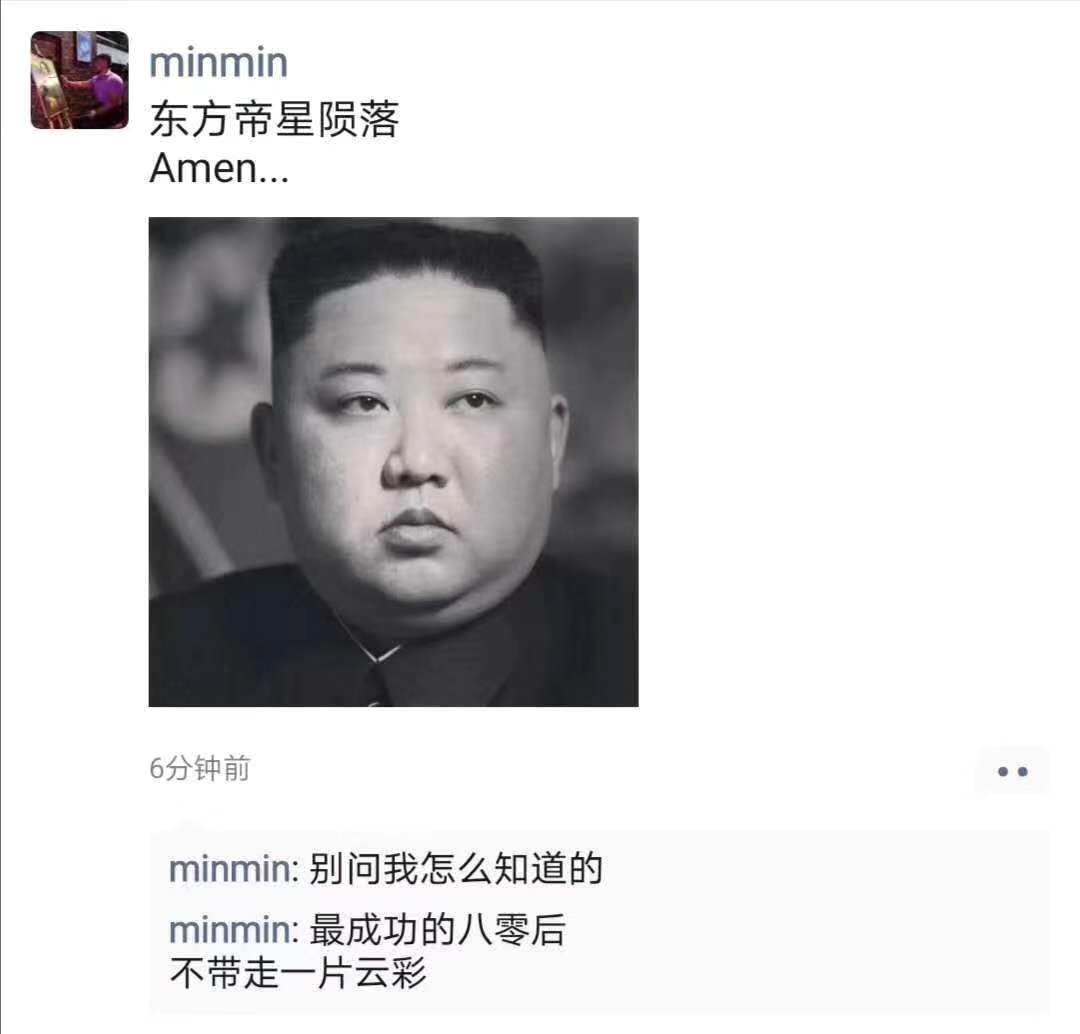 minmin
东方帝星陨落
Amen...
6分钟前
minmin: 别问我怎么知道的
minmin: 最成功的八零后
不带走一片云彩